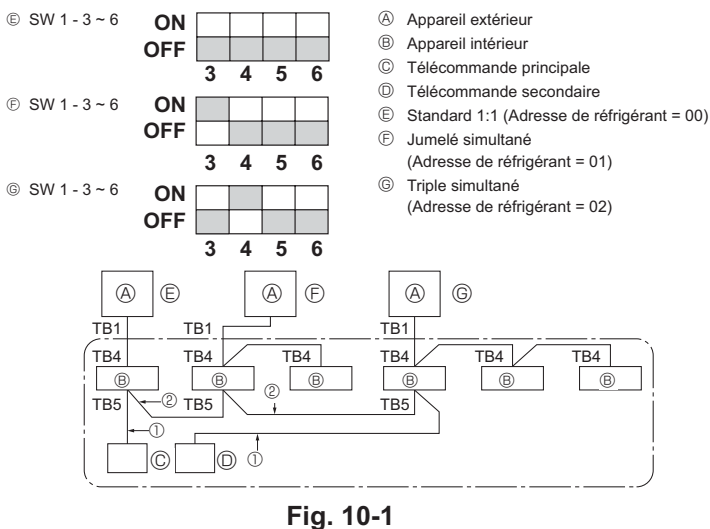 Ⓔ SW 1 - 3 ~ 6 ON
OFF
3 4 5 6
Ⓕ SW 1 - 3 ~ 6 ON
OFF
3 4 5 6
Ⓖ SW 1 - 3 ~ 6 ON
OFF
3 4 5 6
Ⓐ Appareil extérieur
Ⓑ Appareil intérieur
Ⓒ Télécommande principale
Ⓓ Télécommande secondaire
Ⓔ Standard 1:1 (Adresse de réfrigérant = 00)
Ⓕ Jumelé simultané
(Adresse de réfrigérant = 01)
Ⓖ Triple simultané
(Adresse de réfrigérant = 02)
Ⓐ Ⓔ Ⓐ Ⓕ Ⓐ Ⓖ
TB1 TB1 TB1
TB4 TB4 TB4 TB4 TB4 TB4
Ⓑ Ⓑ Ⓑ Ⓑ Ⓑ Ⓑ
TB5 ② TB5 ② TB5
①
Ⓒ Ⓓ ①
Fig. 10-1